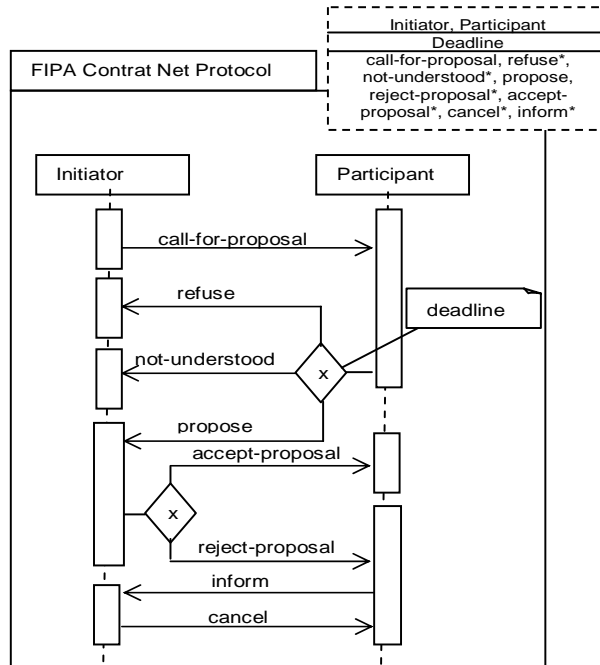 Initiator, Participant
Deadline
call-for-proposal, refuse*,
not-understood*, propose,
reject-proposal*, accept-
proposal*, cancel*, inform*
FIPA Contrat Net Protocol
Initiator
Participant
call-for-proposal
refuse
deadline
not-understood
x
propose
accept-proposal
x
reject-proposal
inform
cancel